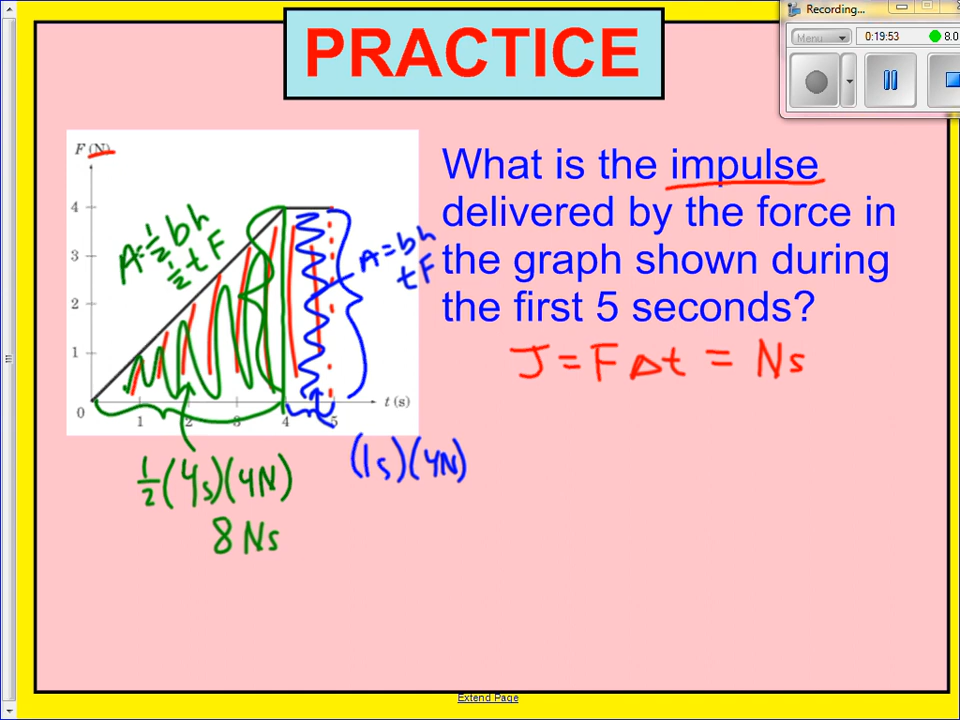 Recording...
Menu
0:19:53
8.0
PRACTICE
F (N)
4
3
2
1
0
1
2
3
4
5
t (s)
A=½bh
½tF
A=bh
tF
What is the impulse
delivered by the force in
the graph shown during
the first 5 seconds?
J = F Δt = Ns
½(4s)(4N)
8 Ns
(1s)(4N)
Extend Page